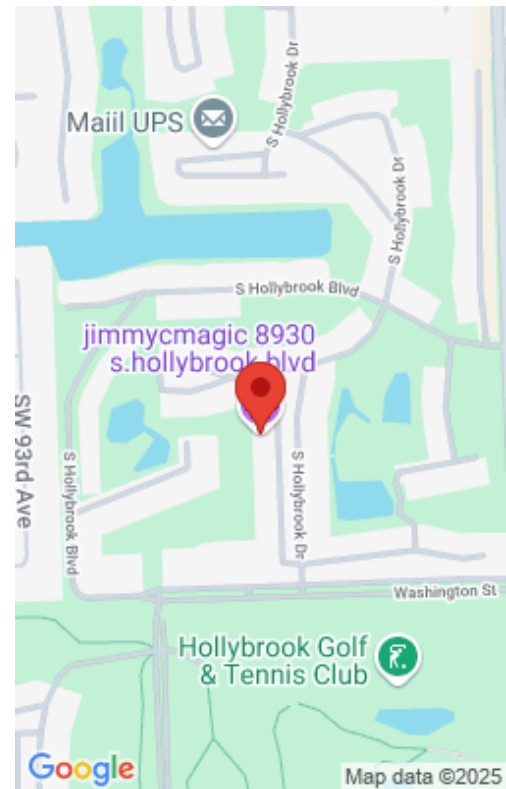 S Hollybrook Dr
Maiil UPS
S Hollybrook Dr
S Hollybrook Blvd
jimmycmagic 8930
s.hollybrook blvd
SW 93rd Ave
S Hollybrook Blvd
S Hollybrook Dr
Washington St
Hollybrook Golf
& Tennis Club
Google
Map data ©2025